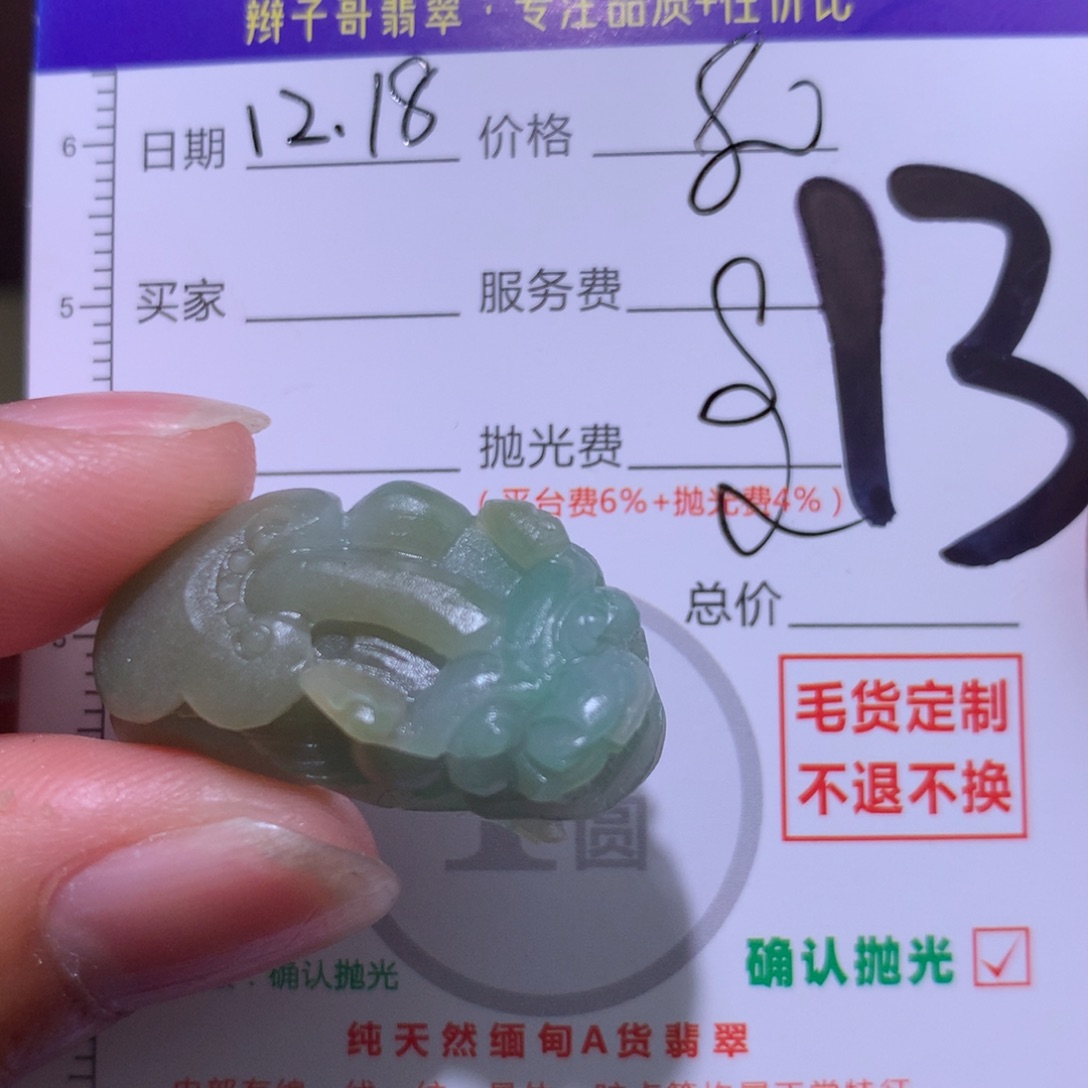 辫子哥翡翠·专注品质+性价比
6 日期 12.18 价格 80
5 买家 服务费
13
抛光费
(平台费6%+抛光费4%)
总价
毛货定制
不退不换
圆
确认抛光
确认抛光 ☑
纯天然缅甸A货翡翠